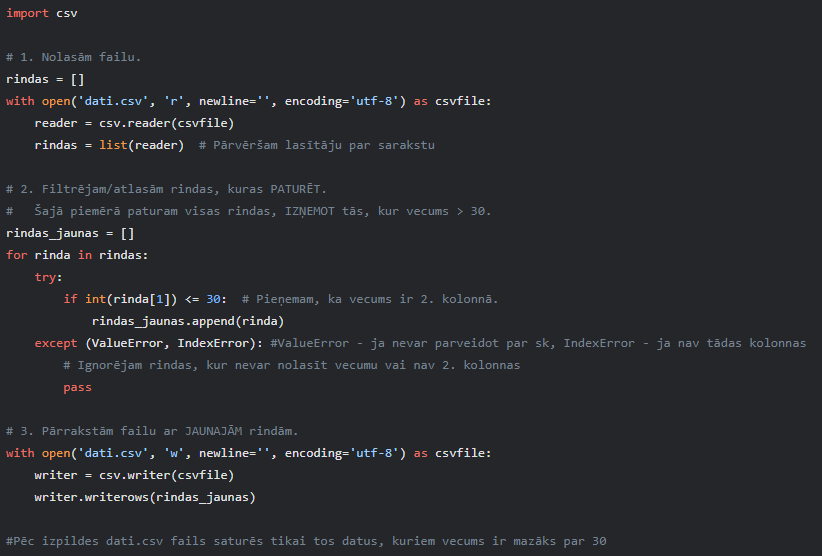 import csv

# 1. Nolasām failu.
rindas = []
with open('dati.csv', 'r', newline='', encoding='utf-8') as csvfile:
    reader = csv.reader(csvfile)
    rindas = list(reader)  # Pārvēršam lasītāju par sarakstu

# 2. Filtrējam/atlasām rindas, kuras PATURĒT.
#   Šajā piemērā paturam visas rindas, IZŅEMOT tās, kur vecums > 30.
rindas_jaunas = []
for rinda in rindas:
    try:
        if int(rinda[1]) <= 30:  # Pieņemam, ka vecums ir 2. kolonnā.
            rindas_jaunas.append(rinda)
    except (ValueError, IndexError): #ValueError - ja nevar parveidot par sk, IndexError - ja nav tādas kolonnas
        # Ignorējam rindas, kur nevar nolasīt vecumu vai nav 2. kolonnas
        pass

# 3. Pārrakstām failu ar JAUNAJĀM rindām.
with open('dati.csv', 'w', newline='', encoding='utf-8') as csvfile:
    writer = csv.writer(csvfile)
    writer.writerows(rindas_jaunas)

#Pēc izpildes dati.csv fails saturēs tikai tos datus, kuriem vecums ir mazāks par 30